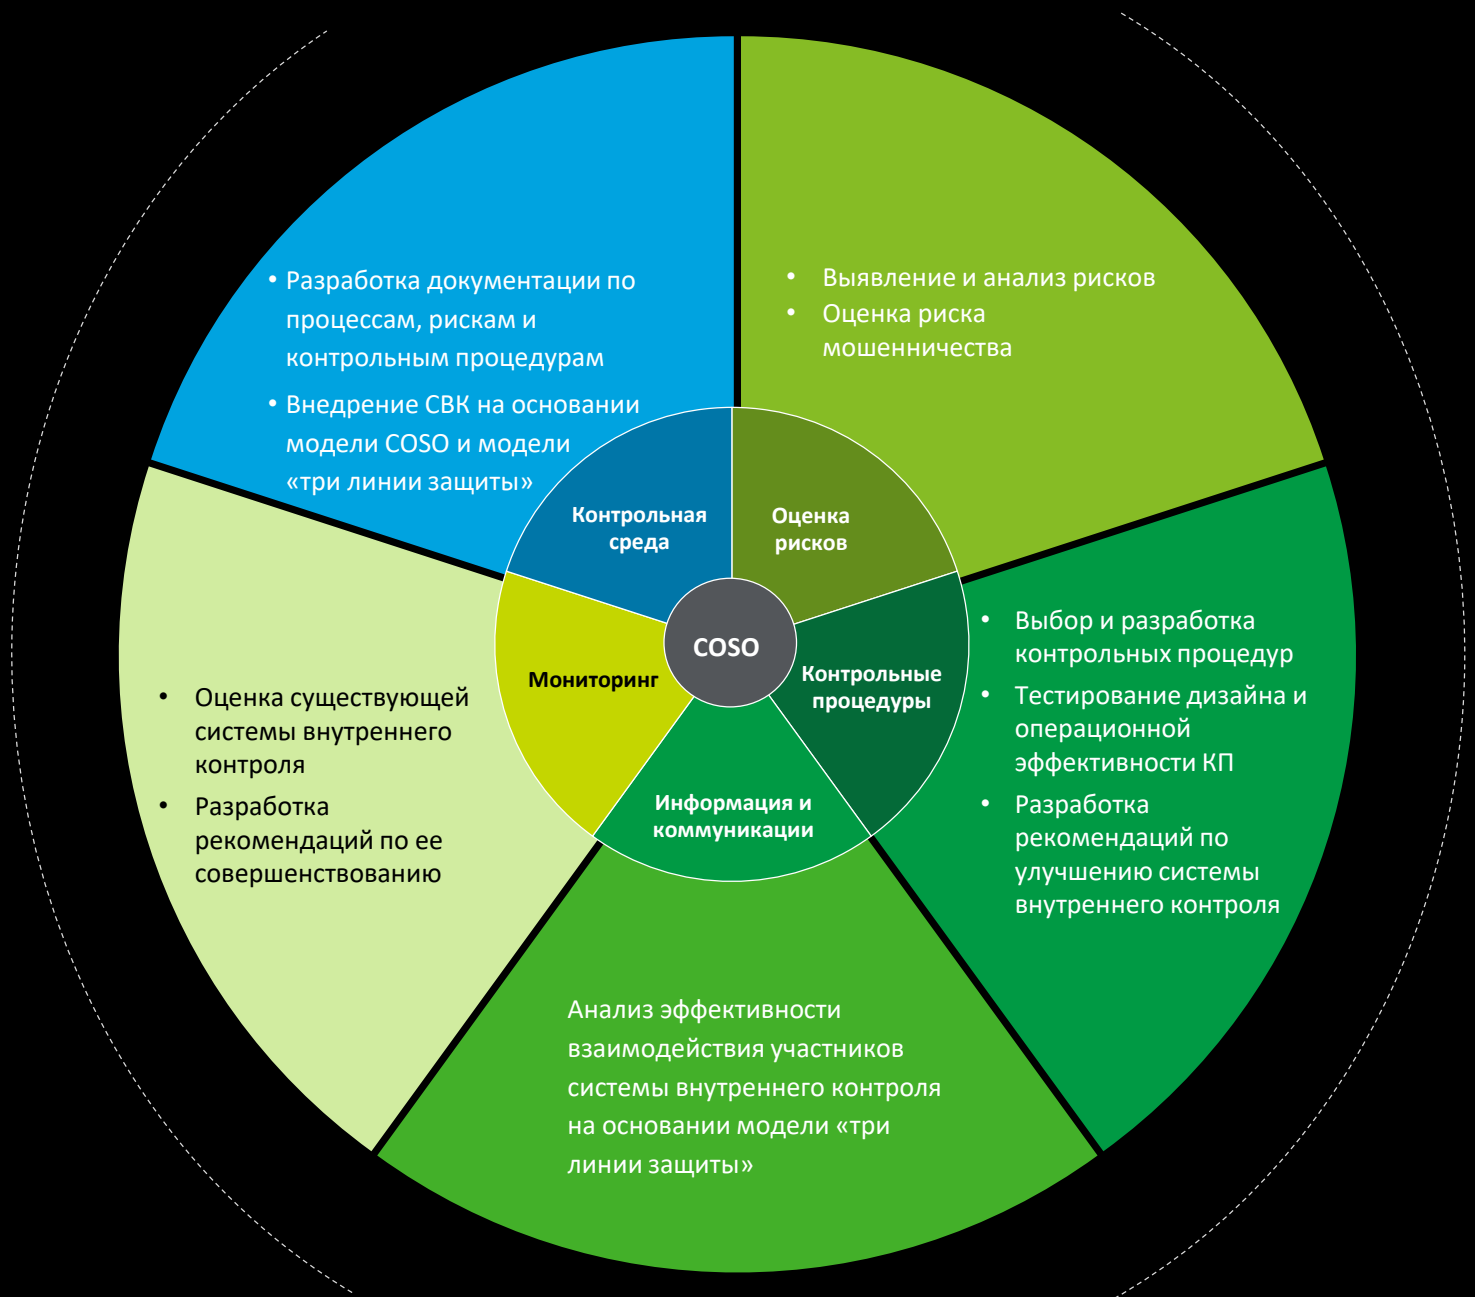 • Разработка документации по
процессам, рискам и
контрольным процедурам
• Внедрение СВК на основании
модели COSO и модели
«три линии защиты»
• Выявление и анализ рисков
• Оценка риска
мошенничества
Контрольная
среда
Оценка
рисков
COSO
Мониторинг
Контрольные
процедуры
Информация и
коммуникации
• Выбор и разработка
контрольных процедур
• Тестирование дизайна и
операционной
эффективности КП
• Разработка
рекомендаций по
улучшению системы
внутреннего контроля
• Оценка существующей
системы внутреннего
контроля
• Разработка
рекомендаций по ее
совершенствованию
Анализ эффективности
взаимодействия участников
системы внутреннего контроля
на основании модели «три
линии защиты»